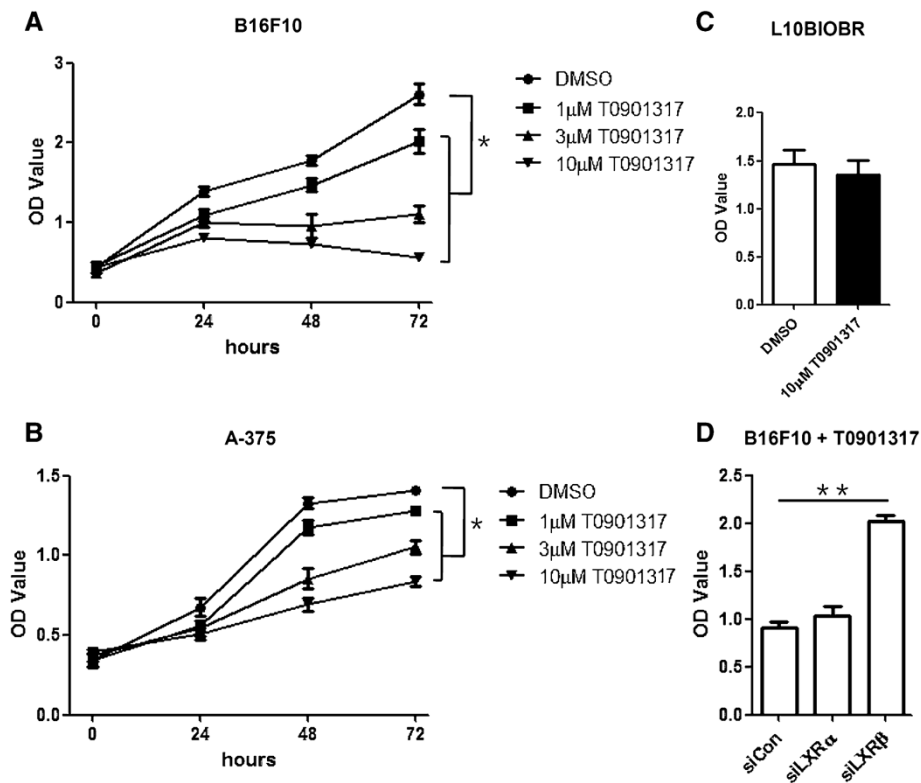 A
B16F10
OD Value
3
2
1
0
0 24 48 72
hours
DMSO
1μM T0901317
3μM T0901317
10μM T0901317
*
C
L10BIOBR
OD Value
2.0
1.5
1.0
0.5
0.0
DMSO
10μM T0901317
B
A-375
OD Value
1.5
1.0
0.5
0.0
0 24 48 72
hours
DMSO
1μM T0901317
3μM T0901317
10μM T0901317
*
D
B16F10 + T0901317
OD Value
2.5
2.0
1.5
1.0
0.5
0.0
**
siCon
siLXRα
siLXRβ